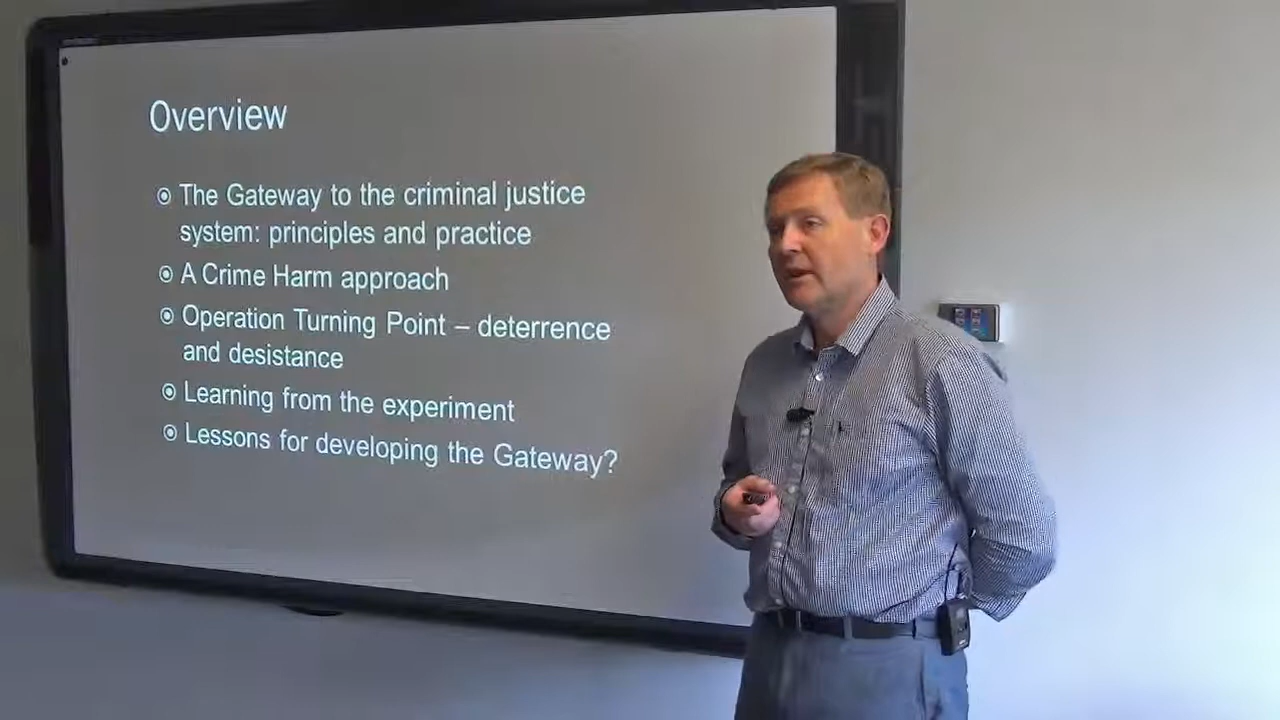 Overview
The Gateway to the criminal justice
system: principles and practice
A Crime Harm approach
Operation Turning Point – deterrence
and desistance
Learning from the experiment
Lessons for developing the Gateway?